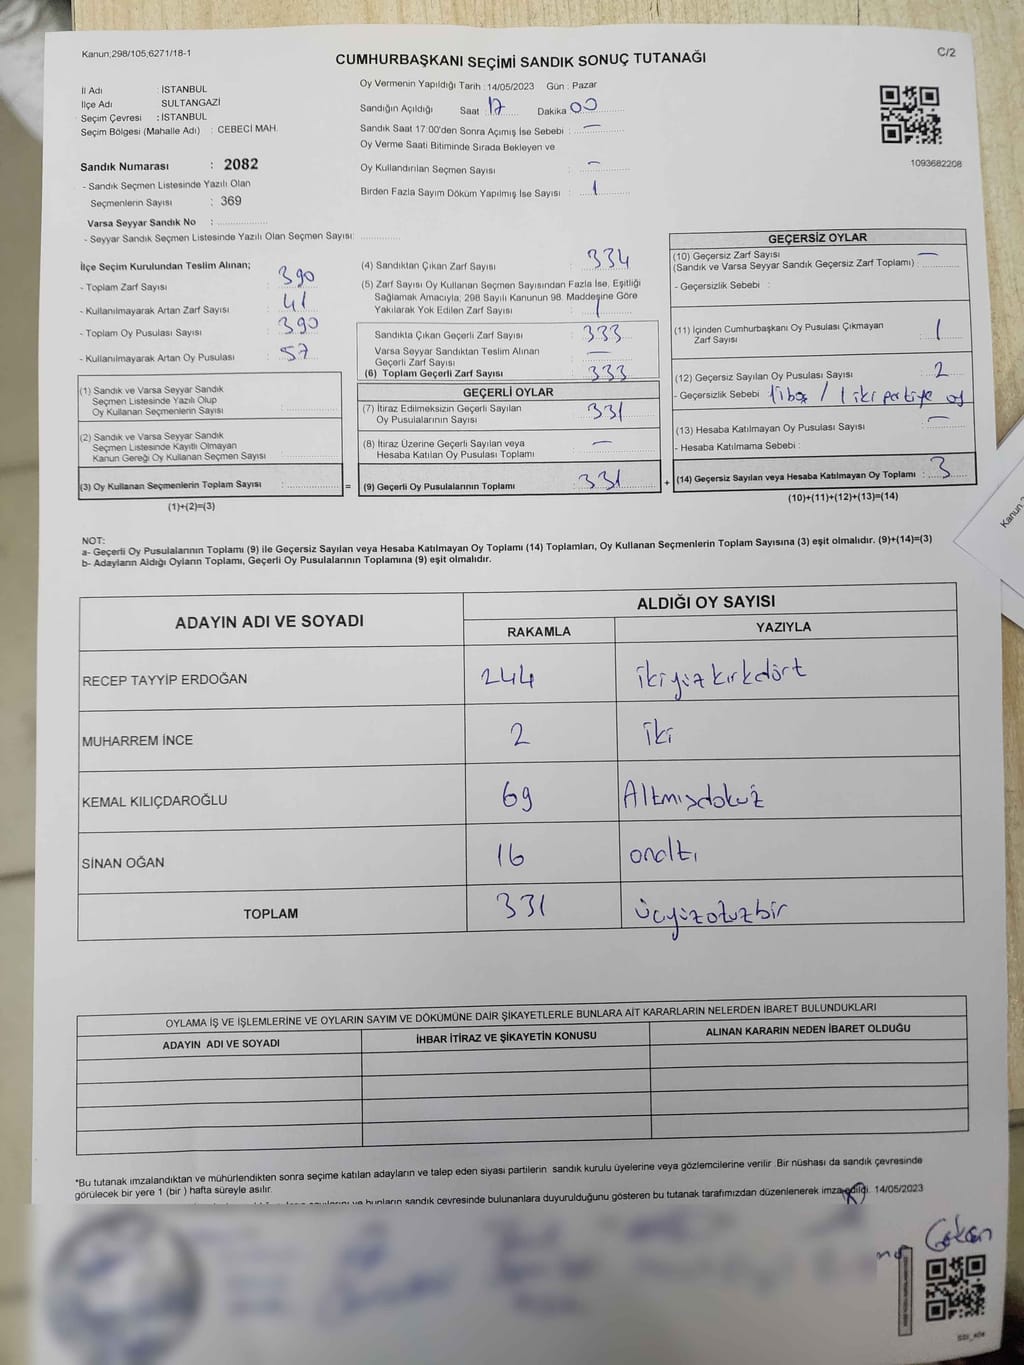 Kanun;298/105,6271/18-1
C/2
CUMHURBAŞKANI SEÇİMİ SANDIK SONUÇ TUTANAĞI
İl Adı : İSTANBUL
İlçe Adı SULTANGAZİ
Seçim Çevresi : İSTANBUL
Seçim Bölgesi (Mahalle Adı) : CEBECİ MAH.
Sandık Numarası : 2082
- Sandık Seçmen Listesinde Yazılı Olan
Seçmenlerin Sayısı : 369
Varsa Seyyar Sandık No :
- Seyyar Sandık Seçmen Listesinde Yazılı Olan Seçmen Sayısı:
Oy Vermenin Yapıldığı Tarih : 14/05/2023 Gün : Pazar
Sandığın Açıldığı Saat : 17 Dakika 00
Sandık Saat 17:00'den Sonra Açımış İse Sebebi : —
Oy Verme Saati Bitiminde Sırada Bekleyen ve
Oy Kullandırılan Seçmen Sayısı : —
Birden Fazla Sayım Döküm Yapılmış İse Sayısı : 1
1093682208
İlçe Seçim Kurulundan Teslim Alınan;
- Toplam Zarf Sayısı : 390
- Kullanılmayarak Artan Zarf Sayısı : 41
- Toplam Oy Pusulası Sayısı : 390
- Kullanılmayarak Artan Oy Pusulası : 57
(1) Sandık ve Varsa Seyyar Sandık
Seçmen Listesinde Yazılı Olup
Oy Kullanan Seçmenlerin Sayısı :
(2) Sandık ve Varsa Seyyar Sandık
Seçmen Listesinde Kayıtlı Olmayan
Kanun Gereği Oy Kullanan Seçmen Sayısı :
(3) Oy Kullanan Seçmenlerin Toplam Sayısı :
(1)+(2)=(3)
=
(4) Sandıktan Çıkan Zarf Sayısı : 334
(5) Zarf Sayısı Oy Kullanan Seçmen Sayısından Fazla İse, Eşitliği
Sağlamak Amacıyla, 298 Sayılı Kanunun 98. Maddesine Göre
Yakılarak Yok Edilen Zarf Sayısı : 1
Sandıkta Çıkan Geçerli Zarf Sayısı : 333
Varsa Seyyar Sandıktan Teslim Alınan
Geçerli Zarf Sayısı : —
(6) Toplam Geçerli Zarf Sayısı : 333
GEÇERLİ OYLAR
(7) İtiraz Edilmeksizin Geçerli Sayılan
Oy Pusulalarının Sayısı : 331
(8) İtiraz Üzerine Geçerli Sayılan veya
Hesaba Katılan Oy Pusulası Toplamı : —
(9) Geçerli Oy Pusulalarının Toplamı : 331
+
GEÇERSİZ OYLAR
(10) Geçersiz Zarf Sayısı
(Sandık ve Varsa Seyyar Sandık Geçersiz Zarf Toplamı) : —
- Geçersizlik Sebebi :
(11) İçinden Cumhurbaşkanı Oy Pusulası Çıkmayan
Zarf Sayısı : 1
(12) Geçersiz Sayılan Oy Pusulası Sayısı : 2
- Geçersizlik Sebebi 1 boş / 1 iki partiye oy
(13) Hesaba Katılmayan Oy Pusulası Sayısı : —
- Hesaba Katılmama Sebebi :
(14) Geçersiz Sayılan veya Hesaba Katılmayan Oy Toplamı : 3
(10)+(11)+(12)+(13)=(14)
NOT:
a- Geçerli Oy Pusulalarının Toplamı (9) ile Geçersiz Sayılan veya Hesaba Katılmayan Oy Toplamı (14) Toplamları, Oy Kullanan Seçmenlerin Toplam Sayısına (3) eşit olmalıdır. (9)+(14)=(3)
b- Adayların Aldığı Oyların Toplamı, Geçerli Oy Pusulalarının Toplamına (9) eşit olmalıdır.
ADAYIN ADI VE SOYADI
ALDIĞI OY SAYISI
RAKAMLA YAZIYLA
RECEP TAYYİP ERDOĞAN 244 ikiyüzkırkdört
MUHARREM İNCE 2 iki
KEMAL KILIÇDAROĞLU 69 Altmışdokuz
SİNAN OĞAN 16 onaltı
TOPLAM 331 üçyüzotuzbir
OYLAMA İŞ VE İŞLEMLERİNE VE OYLARIN SAYIM VE DÖKÜMÜNE DAİR ŞİKAYETLERLE BUNLARA AİT KARARLARIN NELERDEN İBARET BULUNDUKLARI
ADAYIN ADI VE SOYADI İHBAR İTİRAZ VE ŞİKAYETİN KONUSU ALINAN KARARIN NEDEN İBARET OLDUĞU
*Bu tutanak imzalandıktan ve mühürlendikten sonra seçime katılan adayların ve talep eden siyasi partilerin sandık kurulu üyelerine veya gözlemcilerine verilir .Bir nüshası da sandık çevresinde
görülecek bir yere 1 (bir ) hafta süreyle asılır.
bunların sandık çevresinde bulunanlara duyurulduğunu gösteren bu tutanak tarafımızdan düzenlenerek imza edildi. 14/05/2023
Gökan
Kanun